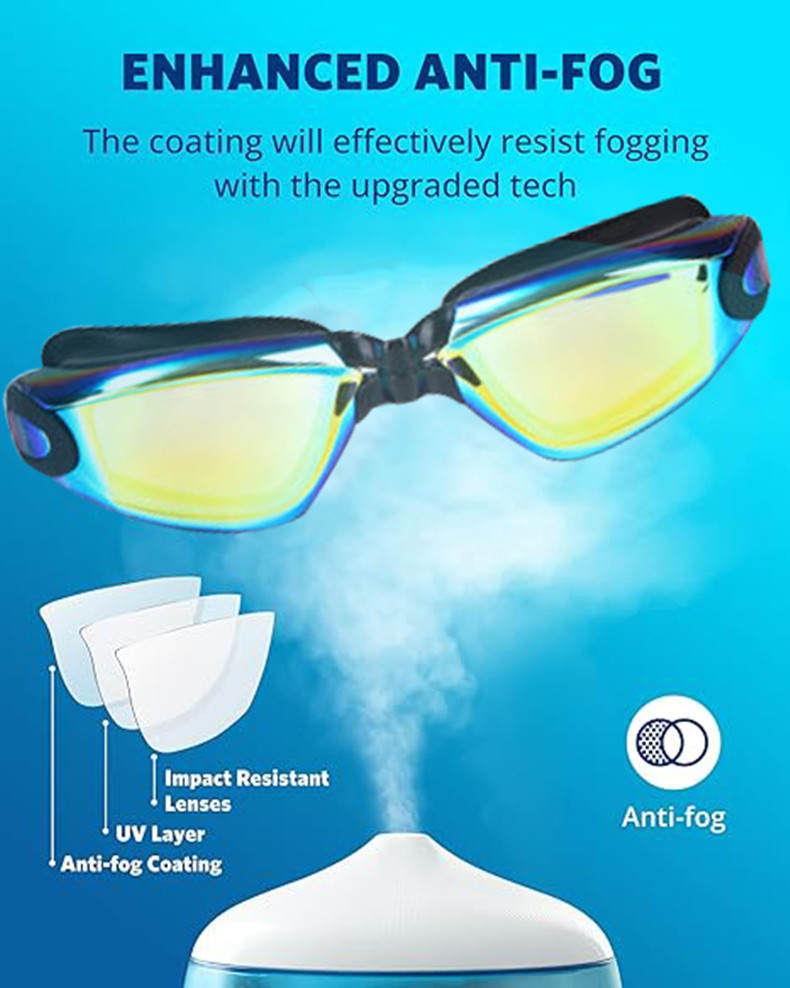 ENHANCED ANTI-FOG
The coating will effectively resist fogging
with the upgraded tech
Impact Resistant
Lenses
UV Layer
Anti-fog Coating
Anti-fog